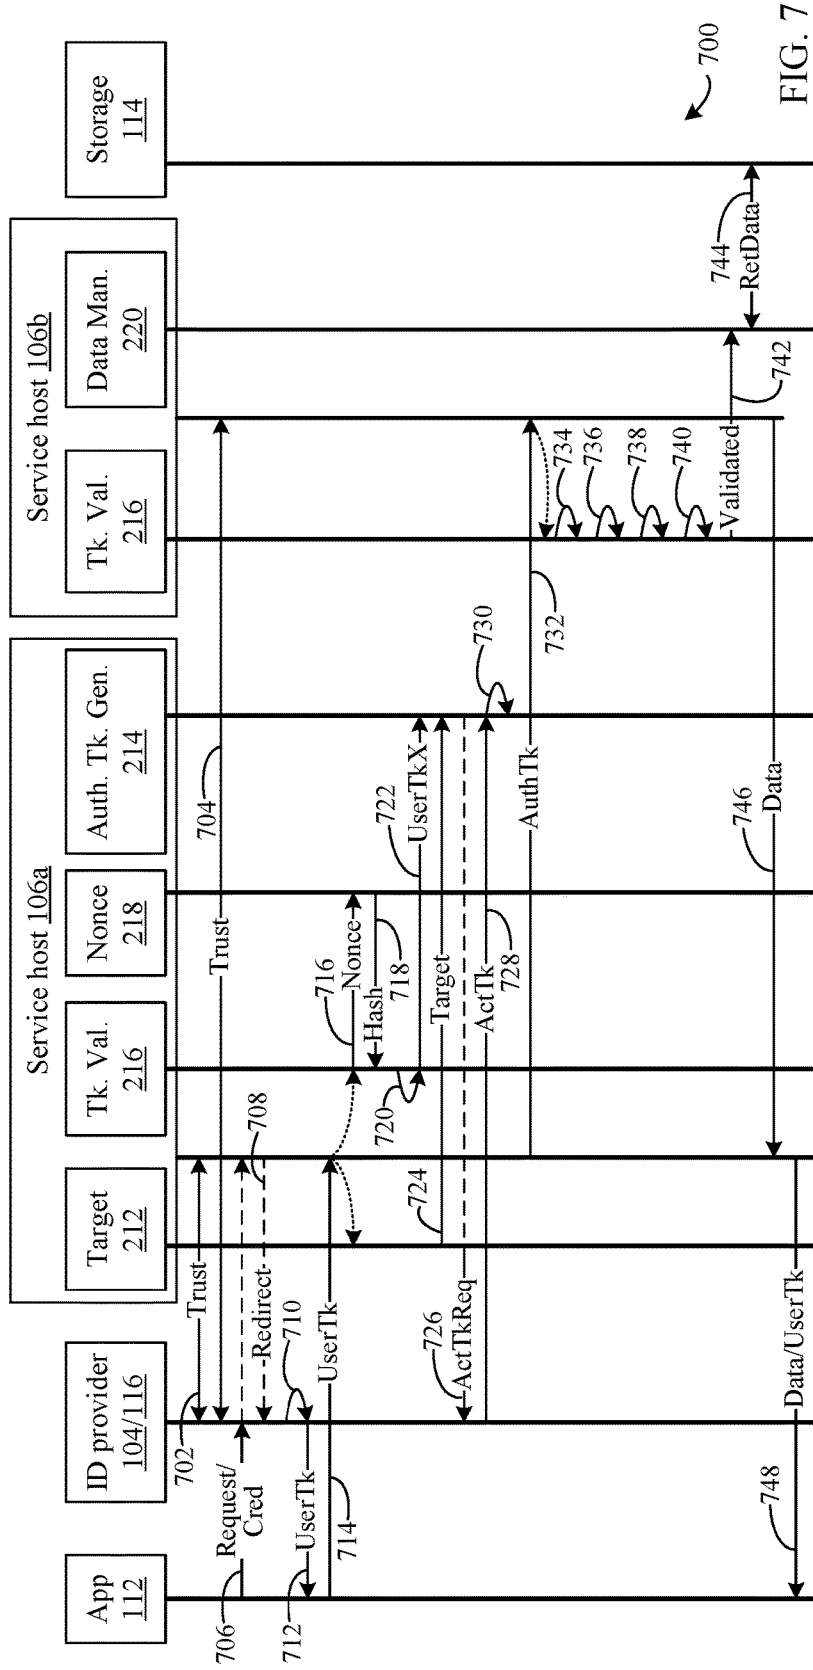 Service host 106a
Service host 106b
App
112
ID provider
104/116
Target
212
Tk. Val.
216
Nonce
218
Auth. Tk. Gen.
214
Tk. Val.
216
Data Man.
220
Storage
114
702
Trust
704
Trust
706
Request/
Cred
708
Redirect
710
712
UserTk
714
UserTk
716
Nonce
Hash
718
720
722
UserTkX
724
Target
726
ActTkReq
ActTk
728
730
AuthTk
732
734
736
738
740
Validated
742
744
RetData
746
Data
748
Data/UserTk
700
FIG. 7